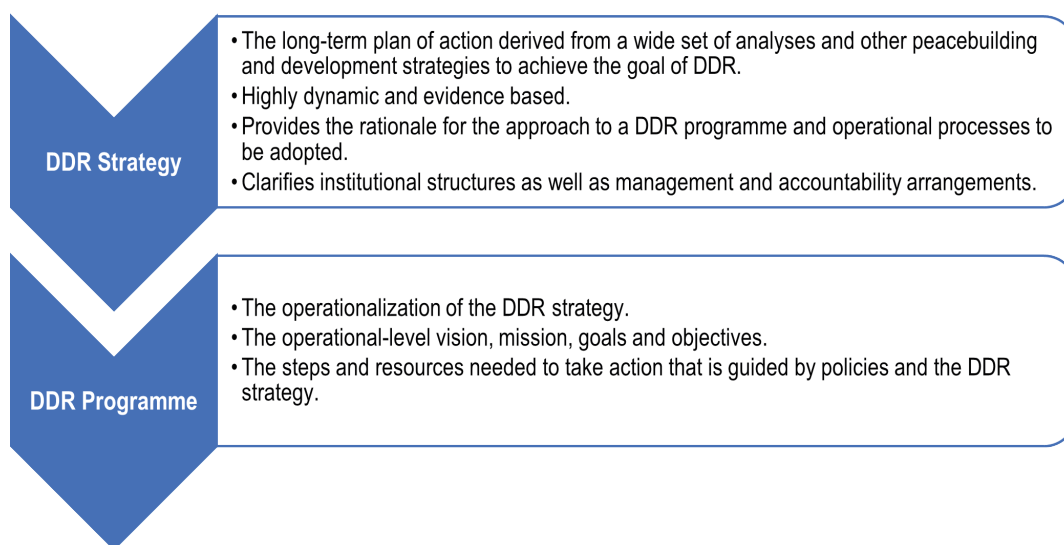 DDR Strategy
• The long-term plan of action derived from a wide set of analyses and other peacebuilding
and development strategies to achieve the goal of DDR.
• Highly dynamic and evidence based.
• Provides the rationale for the approach to a DDR programme and operational processes to
be adopted.
• Clarifies institutional structures as well as management and accountability arrangements.
DDR Programme
• The operationalization of the DDR strategy.
• The operational-level vision, mission, goals and objectives.
• The steps and resources needed to take action that is guided by policies and the DDR
strategy.